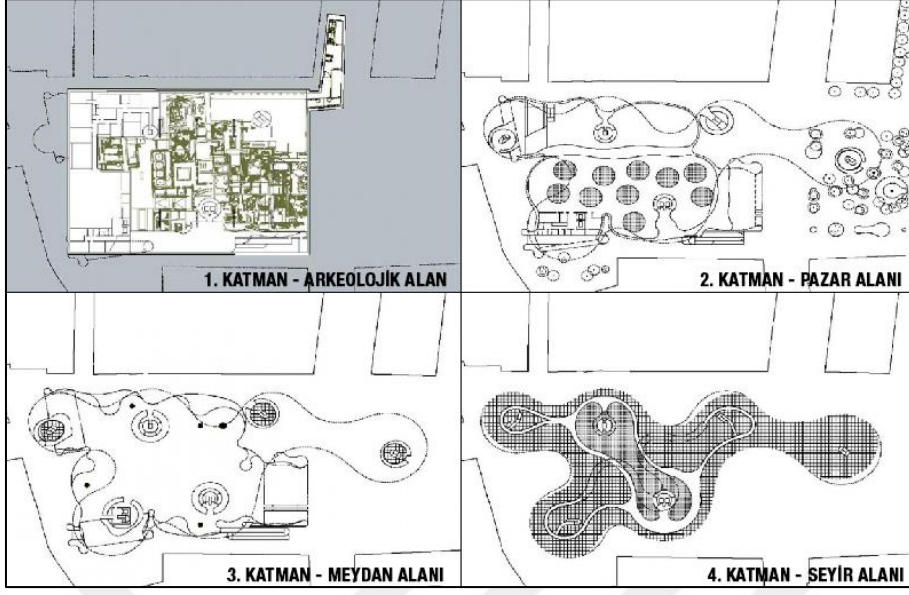 1. KATMAN - ARKEOLOJİK ALAN
2. KATMAN - PAZAR ALANI
3. KATMAN - MEYDAN ALANI
4. KATMAN - SEYİR ALANI